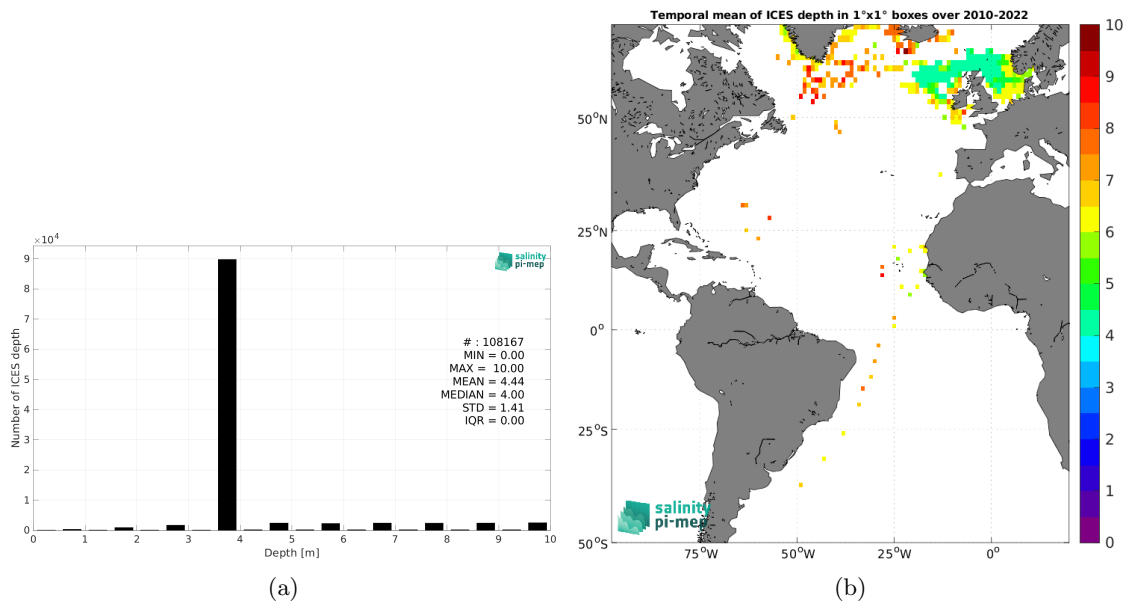 ×10⁴
9
8
7
6
5
4
3
2
1
0
Number of ICES depth
0 1 2 3 4 5 6 7 8 9 10
Depth [m]
salinity
pi-mep
# : 108167
MIN = 0.00
MAX = 10.00
MEAN = 4.44
MEDIAN = 4.00
STD = 1.41
IQR = 0.00
(a)
Temporal mean of ICES depth in 1°x1° boxes over 2010-2022
50°N
25°N
0°
25°S
50°S
75°W 50°W 25°W 0°
salinity
pi-mep
10
9
8
7
6
5
4
3
2
1
0
(b)